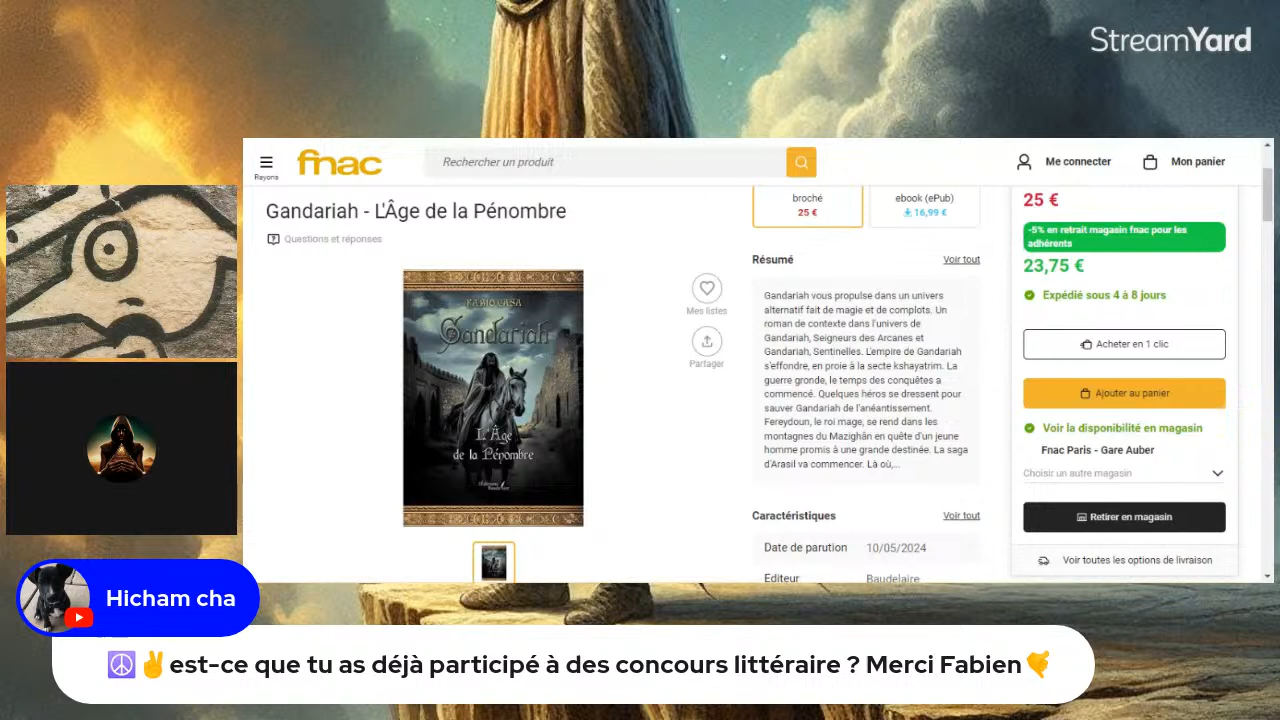 StreamYard
Rayons
fnac
Rechercher un produit
Me connecter
Mon panier
Gandariah - L'Âge de la Pénombre
Questions et réponses
FABIO CASA
Gandariah
L'Âge
de la Pénombre
Mes listes
Partager
broché
25 €
ebook (ePub)
16,99 €
Résumé
Voir tout
Gandariah vous propulse dans un univers
alternatif fait de magie et de complots. Un
roman de contexte dans l'univers de
Gandariah, Seigneurs des Arcanes et
Gandariah, Sentinelles. L'empire de Gandariah
s'effondre, en proie à la secte kshayatrim. La
guerre gronde, le temps des conquêtes a
commencé. Quelques héros se dressent pour
sauver Gandariah de l'anéantissement.
Fereydoun, le roi mage, se rend dans les
montagnes du Mazighân en quête d'un jeune
homme promis à une grande destinée. La saga
d'Arasil va commencer. Là où,...
Caractéristiques
Voir tout
Date de parution
10/05/2024
Editeur
Baudelaire
25 €
-5% en retrait magasin fnac pour les
adhérents
23,75 €
Expédié sous 4 à 8 jours
Acheter en 1 clic
Ajouter au panier
Voir la disponibilité en magasin
Fnac Paris - Gare Auber
Choisir un autre magasin
Retirer en magasin
Voir toutes les options de livraison
Hicham cha
☮️✌️est-ce que tu as déjà participé à des concours littéraire ? Merci Fabien